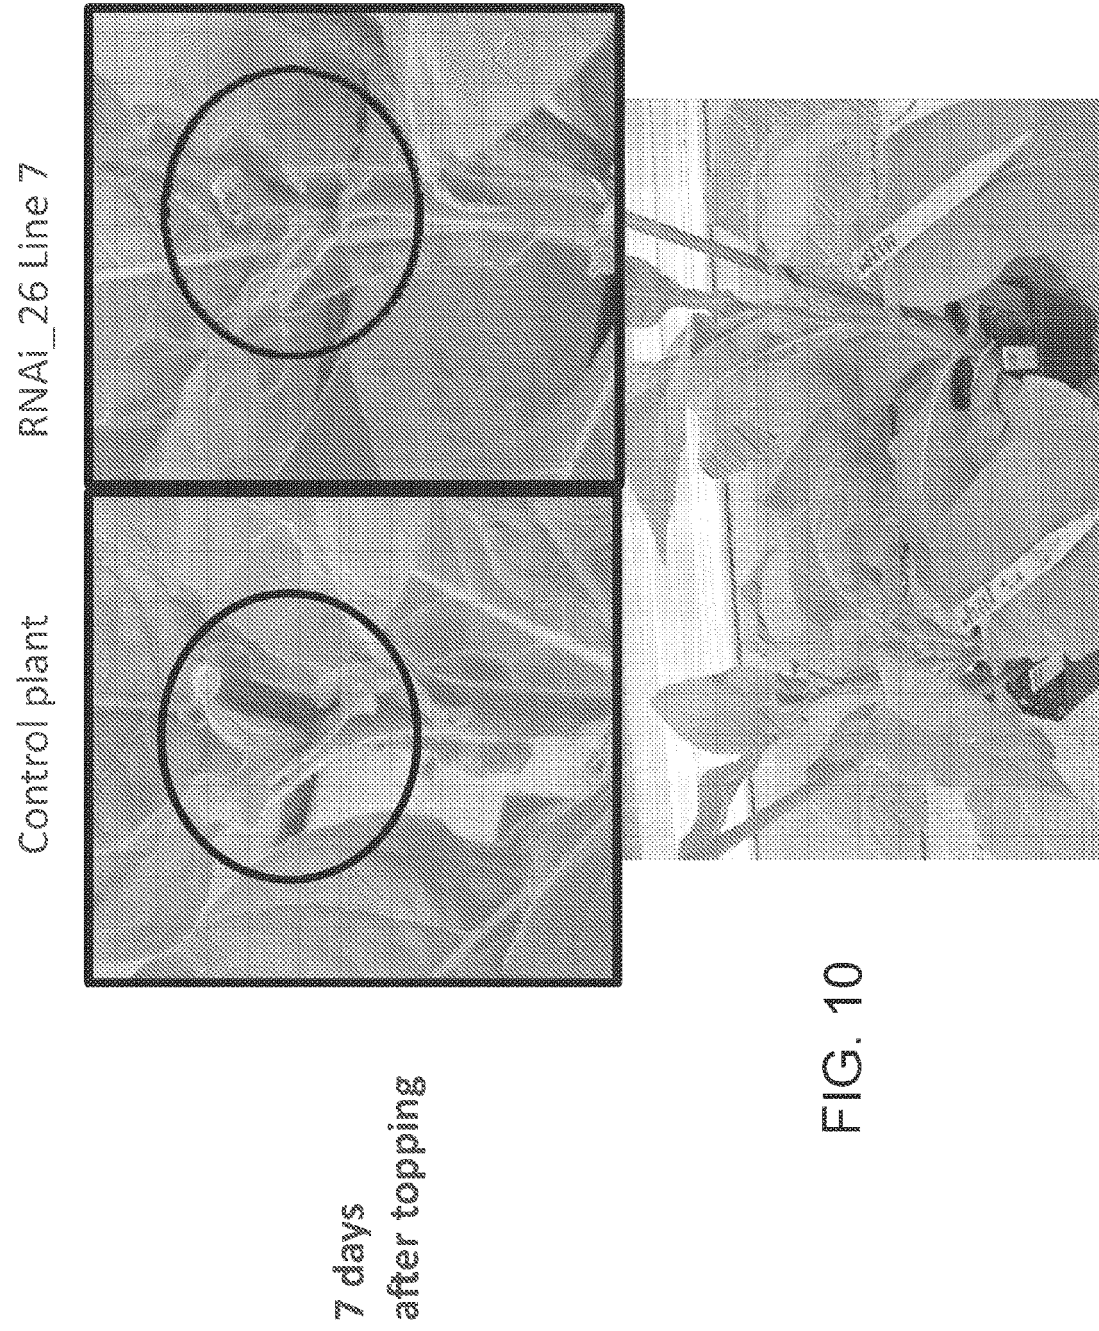 Control plant
RNAi_26 Line 7
7 days
after topping
FIG. 10